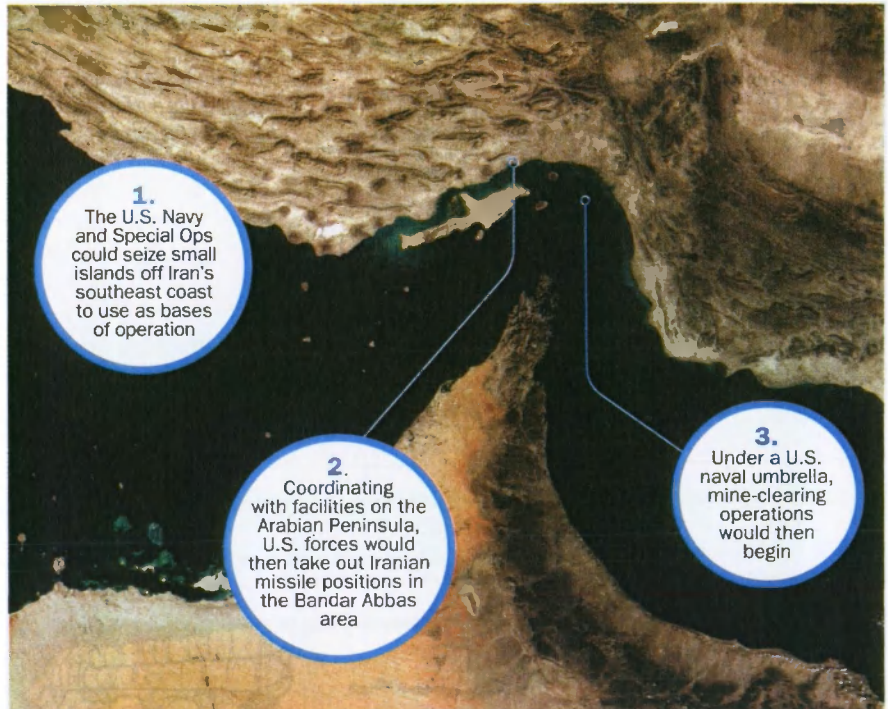 1.
The U.S. Navy
and Special Ops
could seize small
islands off Iran's
southeast coast
to use as bases
of operation
2.
Coordinating
with facilities on the
Arabian Peninsula,
U.S. forces would
then take out Iranian
missile positions in
the Bandar Abbas
area
3.
Under a U.S.
naval umbrella,
mine-clearing
operations
would then
begin